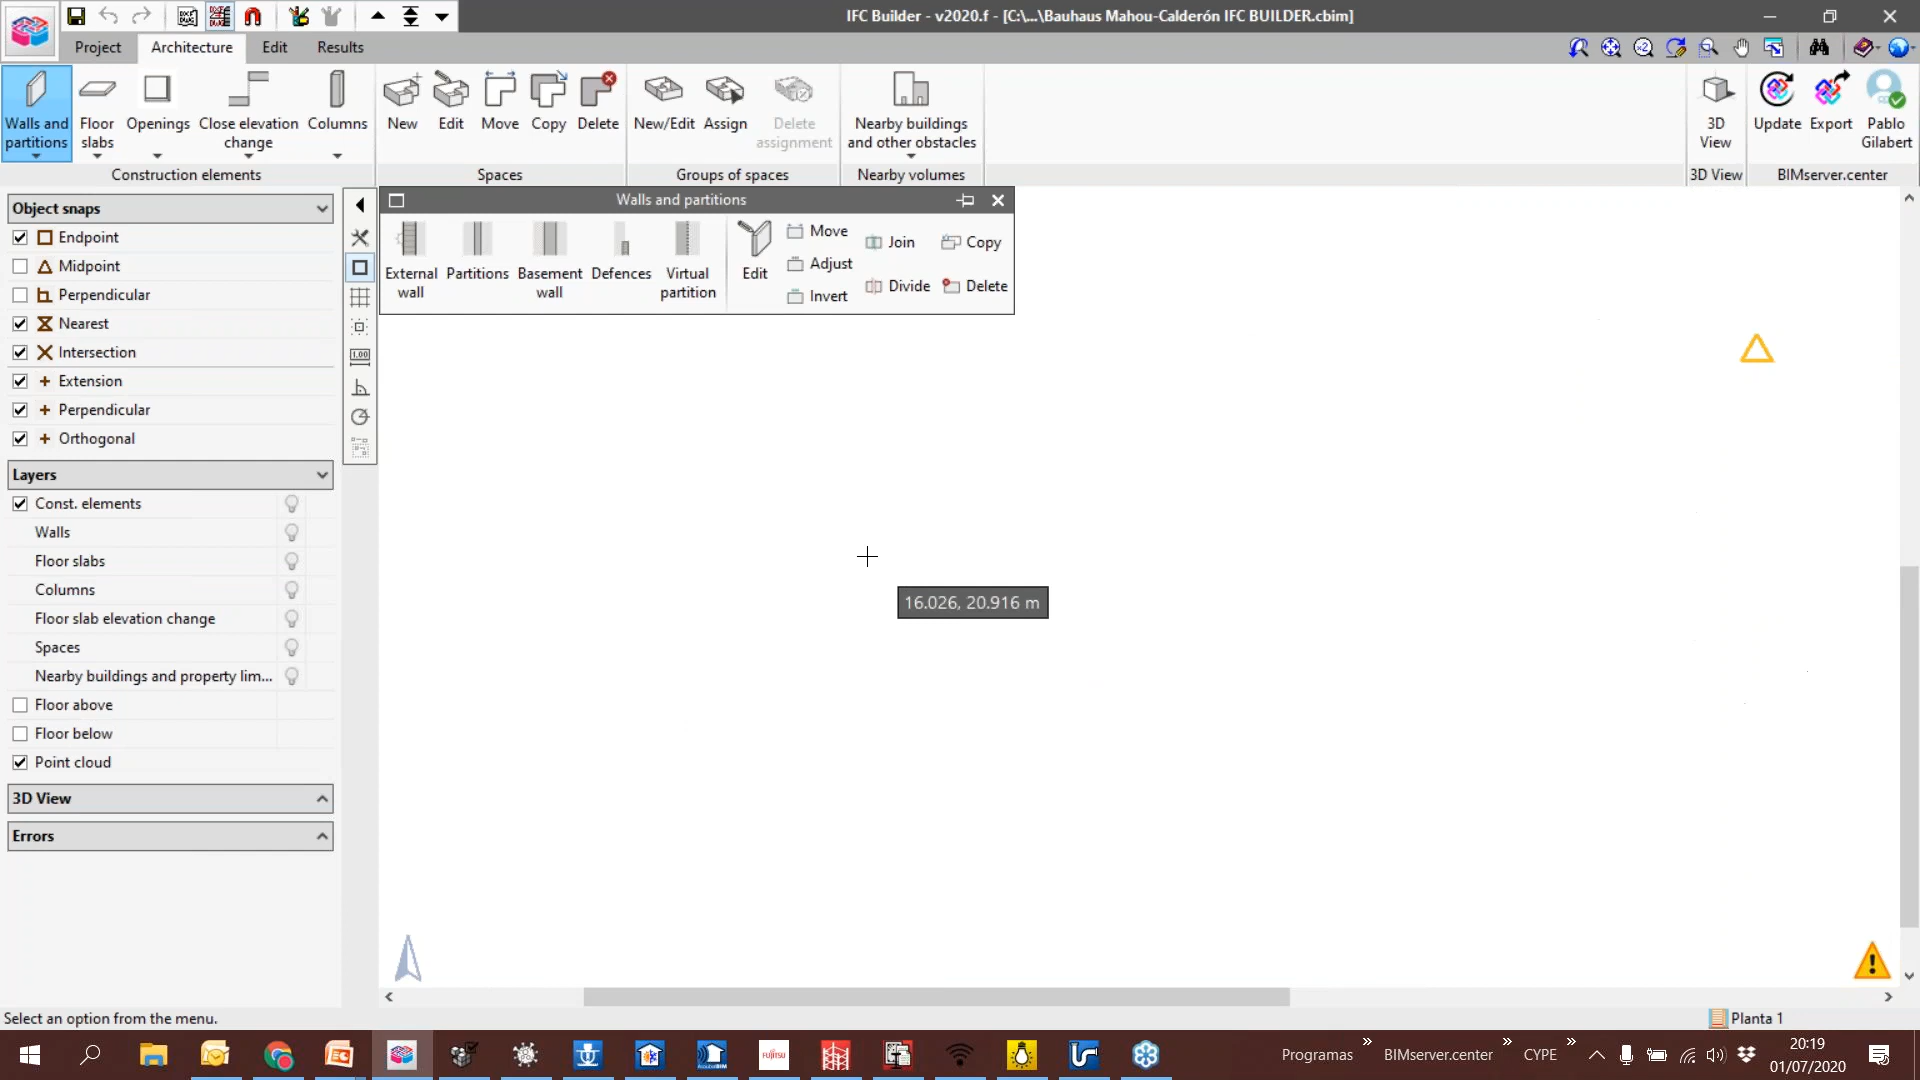 IFC Builder - v2020.f - [C:\...\Bauhaus Mahou-Calderón IFC BUILDER.cbim]
Project Architecture Edit Results
Walls and partitions
Floor slabs
Openings
Close elevation change
Columns
New
Edit
Move
Copy
Delete
New/Edit
Assign
Delete assignment
Nearby buildings and other obstacles
3D View
Update
Export
Pablo Gilabert
Construction elements
Spaces
Groups of spaces
Nearby volumes
3D View
BIMserver.center
Object snaps
Endpoint
Midpoint
Perpendicular
Nearest
Intersection
Extension
Perpendicular
Orthogonal
Layers
Const. elements
Walls
Floor slabs
Columns
Floor slab elevation change
Spaces
Nearby buildings and property lim...
Floor above
Floor below
Point cloud
3D View
Errors
1.00
Walls and partitions
External wall
Partitions
Basement wall
Defences
Virtual partition
Edit
Move
Adjust
Invert
Join
Divide
Copy
Delete
16.026, 20.916 m
Select an option from the menu.
Planta 1
FUJITSU
Programas
BIMserver.center
CYPE
20:19
01/07/2020